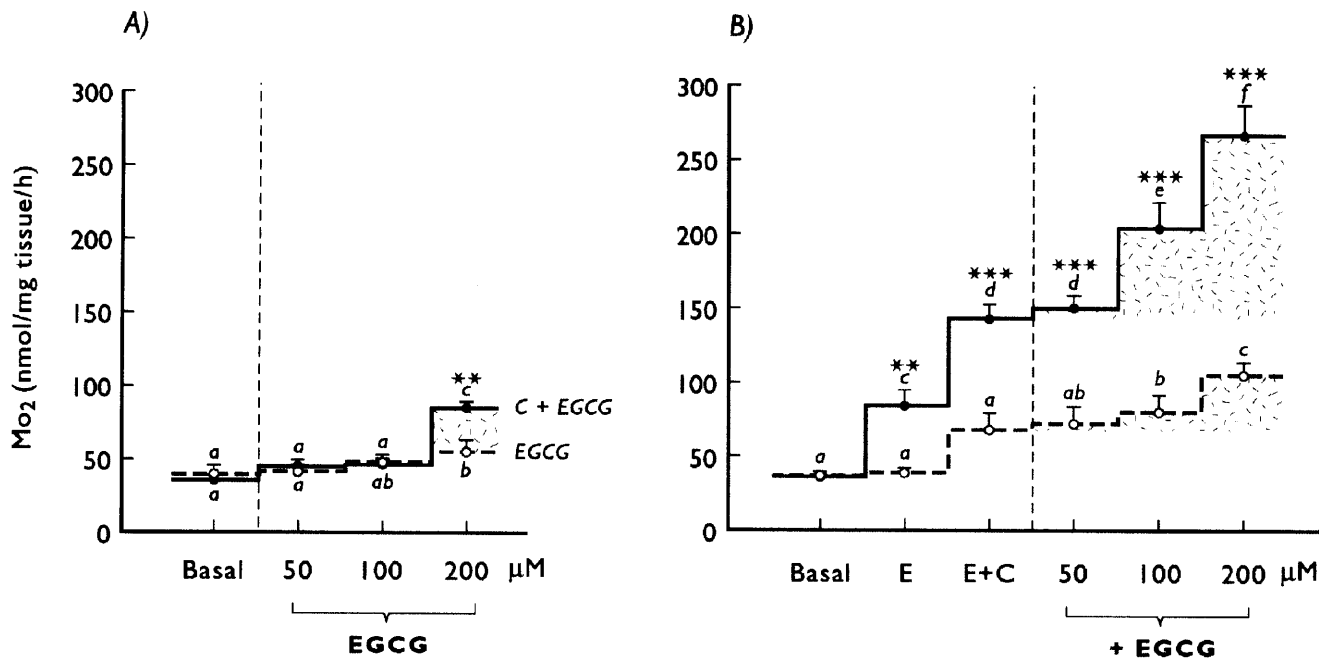 A)
Mo2 (nmol/mg tissue/h)
300
250
200
150
100
50
0
a
a
a
a
a
ab
**
c
b
C + EGCG
EGCG
Basal 50 100 200 μM
EGCG
B)
300
250
200
150
100
50
0
a
**
c
a
***
d
a
***
d
ab
***
e
b
***
f
c
Basal E E+C 50 100 200 μM
+ EGCG